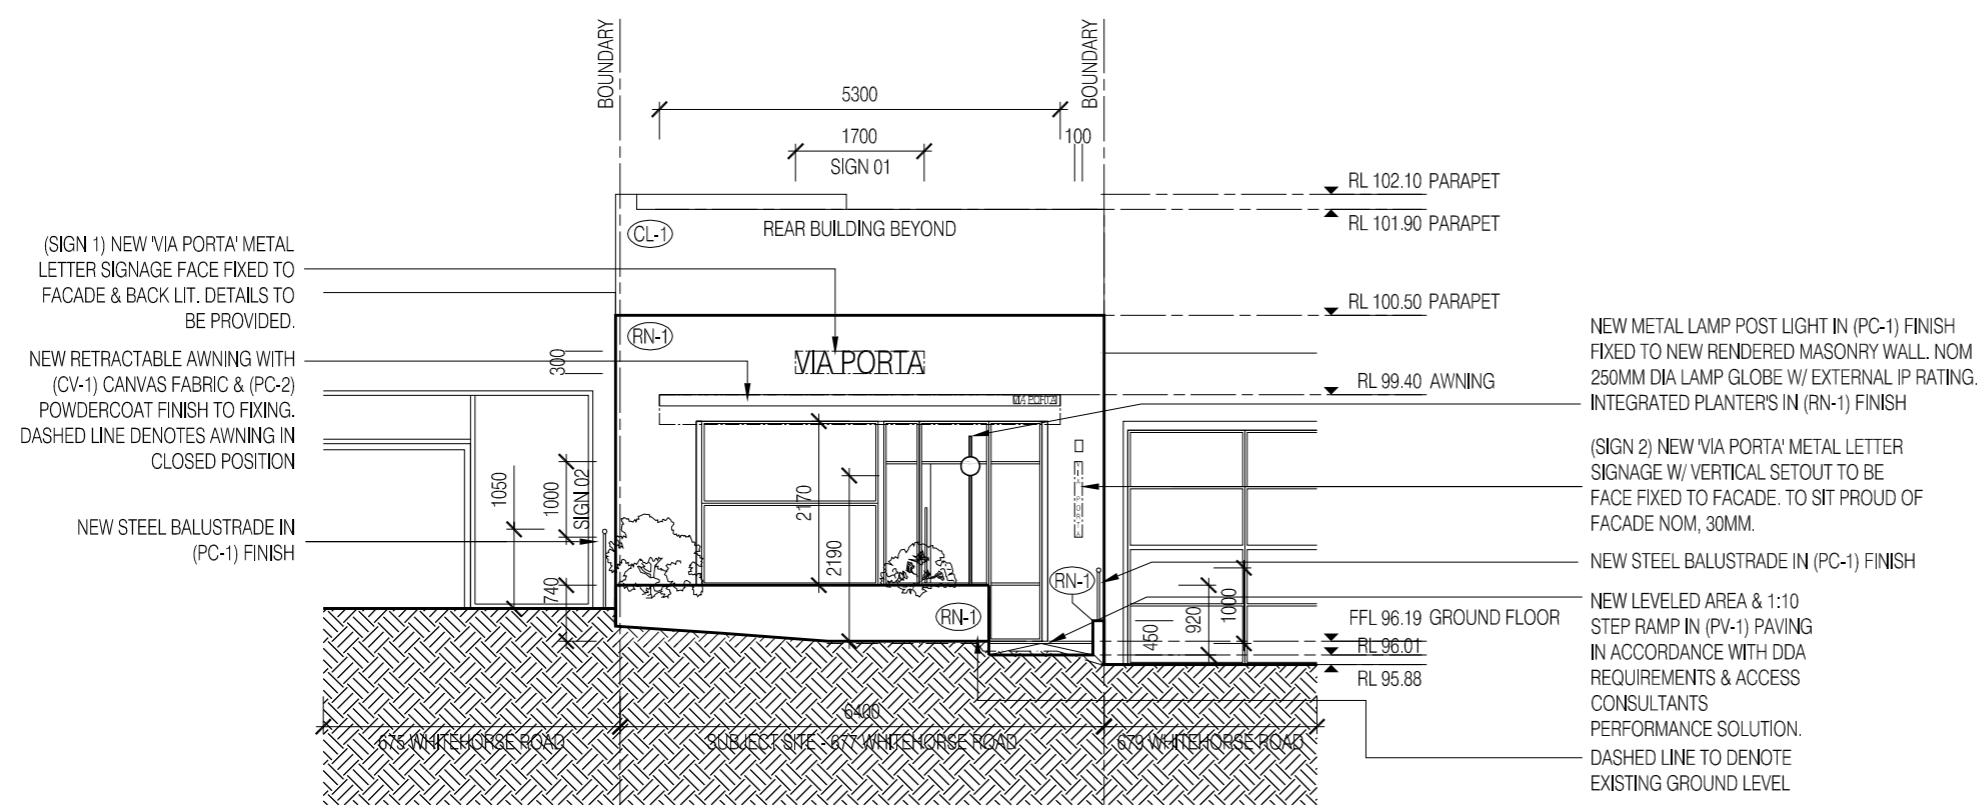 BOUNDARY
BOUNDARY
5300
1700
100
SIGN 01
RL 102.10 PARAPET
RL 101.90 PARAPET
CL-1
REAR BUILDING BEYOND
(SIGN 1) NEW 'VIA PORTA' METAL
LETTER SIGNAGE FACE FIXED TO
FACADE & BACK LIT. DETAILS TO
BE PROVIDED.
RL 100.50 PARAPET
RN-1
VIA PORTA
300
NEW RETRACTABLE AWNING WITH
(CV-1) CANVAS FABRIC & (PC-2)
POWDERCOAT FINISH TO FIXING.
DASHED LINE DENOTES AWNING IN
CLOSED POSITION
RL 99.40 AWNING
VIA PORTA
NEW METAL LAMP POST LIGHT IN (PC-1) FINISH
FIXED TO NEW RENDERED MASONRY WALL. NOM
250MM DIA LAMP GLOBE W/ EXTERNAL IP RATING.
INTEGRATED PLANTER'S IN (RN-1) FINISH
(SIGN 2) NEW 'VIA PORTA' METAL LETTER
SIGNAGE W/ VERTICAL SETOUT TO BE
FACE FIXED TO FACADE. TO SIT PROUD OF
FACADE NOM, 30MM.
1050
1000
SIGN 02
2170
2190
740
NEW STEEL BALUSTRADE IN
(PC-1) FINISH
NEW STEEL BALUSTRADE IN (PC-1) FINISH
RN-1
RN-1
450
920
1000
FFL 96.19 GROUND FLOOR
RL 96.01
RL 95.88
NEW LEVELED AREA & 1:10
STEP RAMP IN (PV-1) PAVING
IN ACCORDANCE WITH DDA
REQUIREMENTS & ACCESS
CONSULTANTS
PERFORMANCE SOLUTION.
DASHED LINE TO DENOTE
EXISTING GROUND LEVEL
6400
675 WHITEHORSE ROAD
SUBJECT SITE - 677 WHITEHORSE ROAD
679 WHITEHORSE ROAD